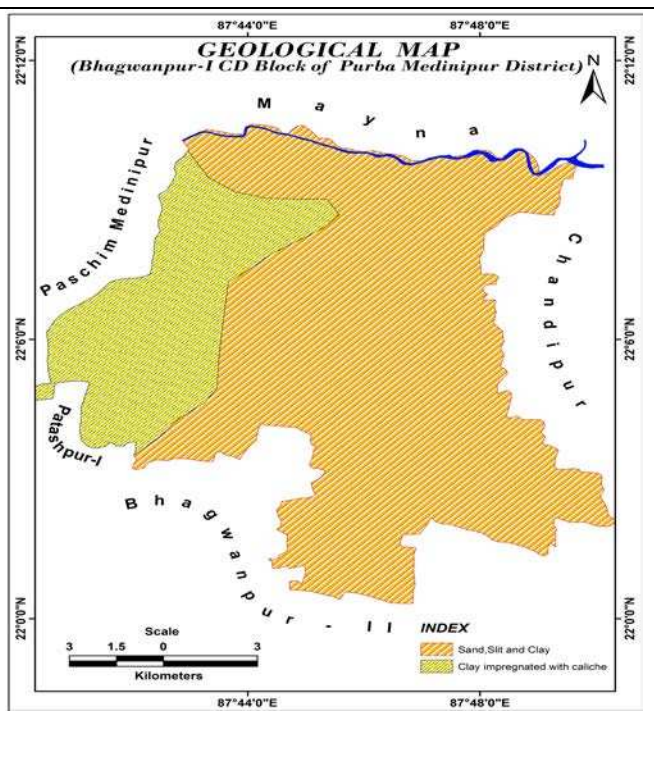 87°44'0"E 87°48'0"E
GEOLOGICAL MAP
(Bhagwanpur-I CD Block of Purba Medinipur District)
N
22°12'0"N 22°12'0"N
Mayna
Paschim Medinipur
Chandipur
22°6'0"N 22°6'0"N
Patashpur-I
Bhagwanpur-II
22°0'0"N 22°0'0"N
Scale
3 1.5 0 3
Kilometers
INDEX
Sand,Slit and Clay
Clay impregnated with caliche
87°44'0"E 87°48'0"E